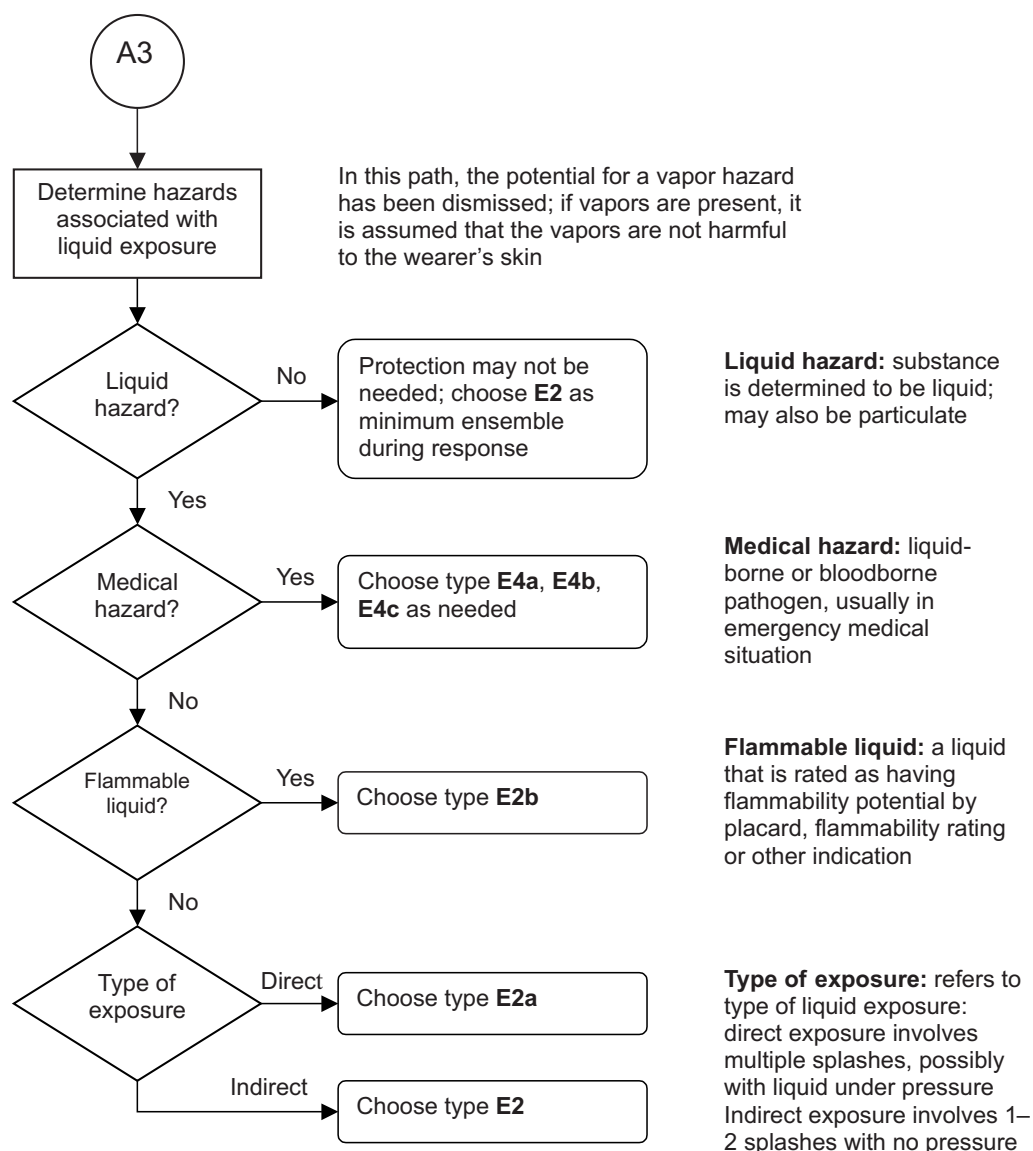 A3
Determine hazards
associated with
liquid exposure
In this path, the potential for a vapor hazard
has been dismissed; if vapors are present, it
is assumed that the vapors are not harmful
to the wearer’s skin
Liquid
hazard?
No
Protection may not be
needed; choose E2 as
minimum ensemble
during response
Liquid hazard: substance
is determined to be liquid;
may also be particulate
Yes
Medical
hazard?
Yes
Choose type E4a, E4b,
E4c as needed
Medical hazard: liquid-
borne or bloodborne
pathogen, usually in
emergency medical
situation
No
Flammable
liquid?
Yes
Choose type E2b
Flammable liquid: a liquid
that is rated as having
flammability potential by
placard, flammability rating
or other indication
No
Type of
exposure
Direct
Choose type E2a
Indirect
Choose type E2
Type of exposure: refers to
type of liquid exposure:
direct exposure involves
multiple splashes, possibly
with liquid under pressure
Indirect exposure involves 1–
2 splashes with no pressure